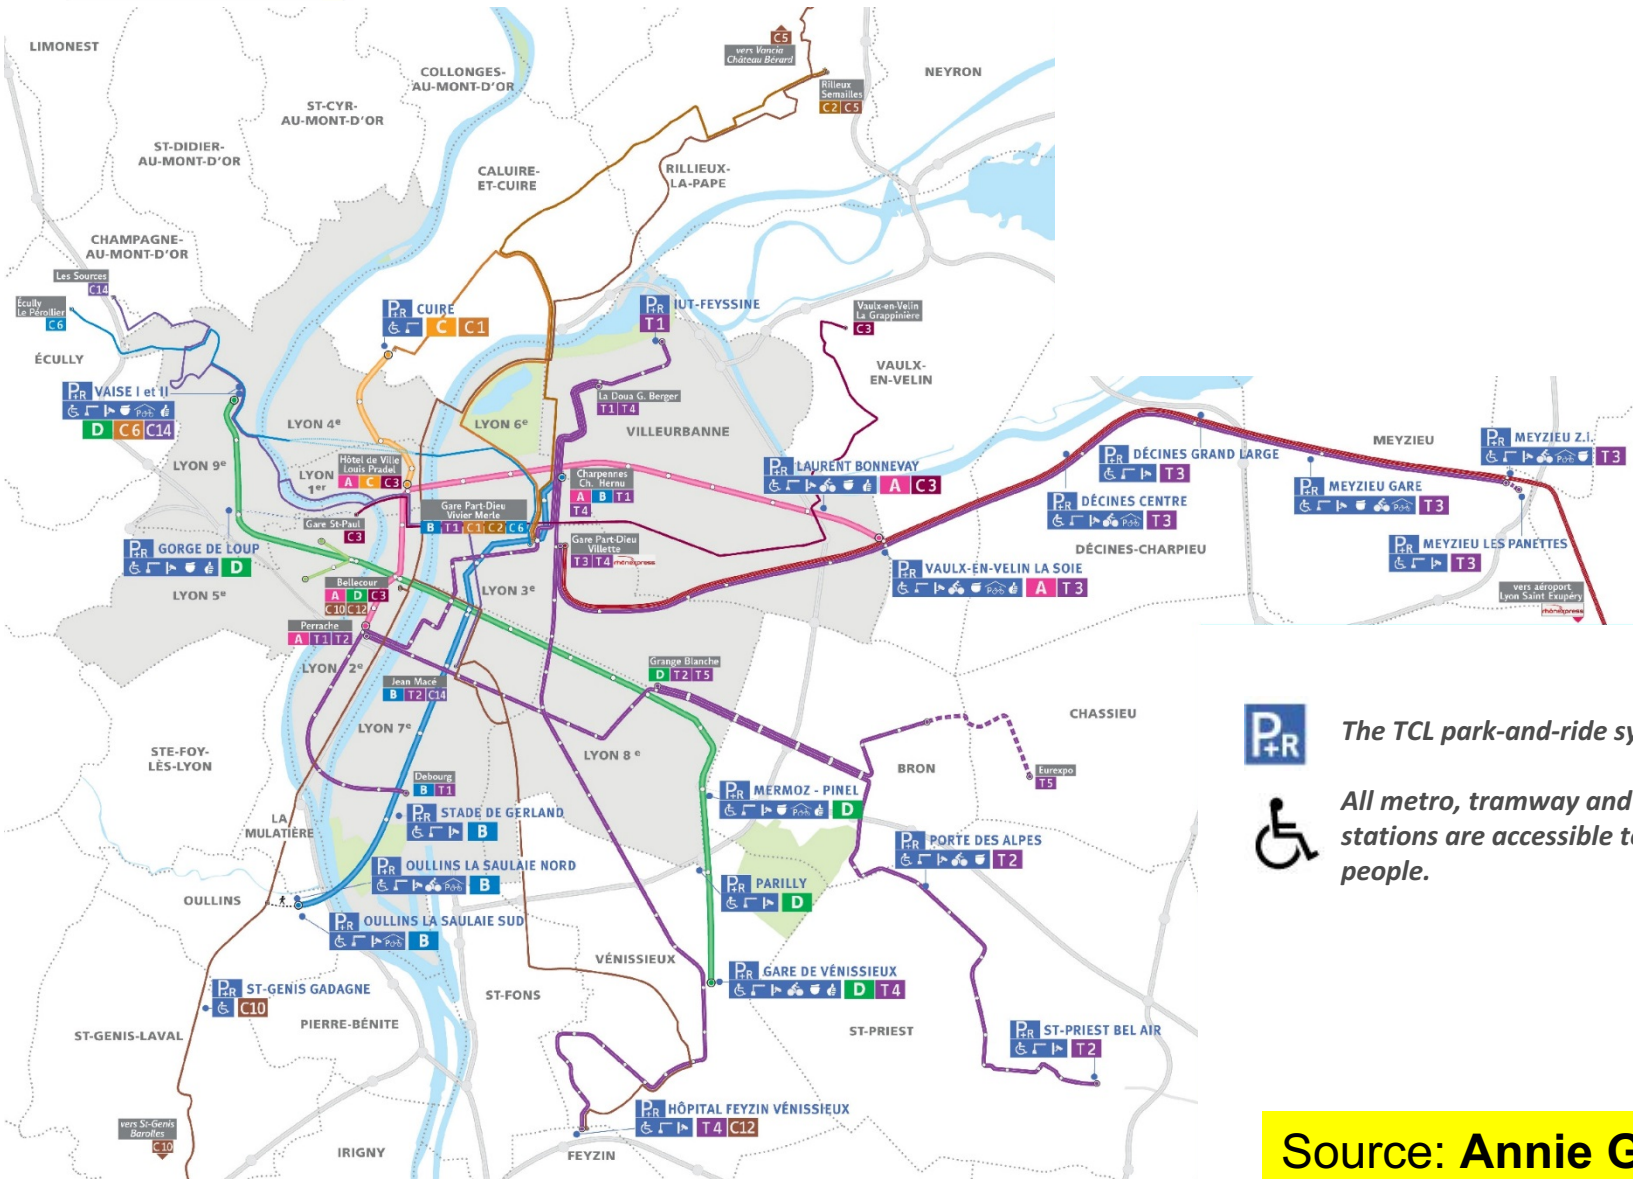 LIMONEST
C5
vers Vancia
Château Bérard
COLLONGES-
AU-MONT-D'OR
NEYRON
Rilleux
Semailles
C2 C5
ST-CYR-
AU-MONT-D'OR
ST-DIDIER-
AU-MONT-D'OR
CALUIRE-
ET-CUIRE
RILLIEUX-
LA-PAPE
CHAMPAGNE-
AU-MONT-D'OR
Les Sources
C14
Écully
Le Pérollier
C6
P+R CUIRE
C C1
P+R IUT-FEYSSINE
T1
Vaulx-en-Velin
La Grappinière
C3
ÉCULLY
VAULX-
EN-VELIN
P+R VAISE I et II
D C6 C14
La Doua G. Berger
T1 T4
LYON 4e
LYON 6e
VILLEURBANNE
MEYZIEU
P+R MEYZIEU Z.I.
T3
LYON 9e
LYON
1er
Hôtel de Ville
Louis Pradel
A C C3
Charpennes
Ch. Hernu
A B T1
T4
P+R LAURENT BONNEVAY
A C3
P+R DÉCINES GRAND LARGE
T3
P+R MEYZIEU GARE
T3
P+R DÉCINES CENTRE
T3
Gare Part-Dieu
Vivier Merle
B T1 C1 C2 C6
Gare St-Paul
C3
Gare Part-Dieu
Villette
T3 T4 rhônexpress
P+R GORGE DE LOUP
D
DÉCINES-CHARPIEU
P+R MEYZIEU LES PANETTES
T3
P+R VAULX-EN-VELIN LA SOIE
A T3
LYON 5e
Bellecour
A D C3
C10 C12
LYON 3e
vers aéroport
Lyon Saint Exupéry
rhônexpress
Perrache
A T1 T2
LYON 2e
Grange Blanche
D T2 T5
Jean Macé
B T2 C14
CHASSIEU
LYON 7e
STE-FOY-
LÈS-LYON
LYON 8e
BRON
P+R
The TCL park-and-ride sy
Eurexpo
T5
Debourg
B T1
P+R MERMOZ - PINEL
D
All metro, tramway and
stations are accessible t
people.
P+R STADE DE GERLAND
B
LA
MULATIÈRE
P+R PORTE DES ALPES
T2
P+R OULLINS LA SAULAIE NORD
B
P+R PARILLY
D
OULLINS
P+R OULLINS LA SAULAIE SUD
B
VÉNISSIEUX
P+R GARE DE VÉNISSIEUX
D T4
P+R ST-GENIS GADAGNE
C10
ST-FONS
PIERRE-BÉNITE
ST-GENIS-LAVAL
ST-PRIEST
P+R ST-PRIEST BEL AIR
T2
P+R HÔPITAL FEYZIN VÉNISSIEUX
T4 C12
vers St-Genis
Barolles
C10
IRIGNY
FEYZIN
Source: Annie G